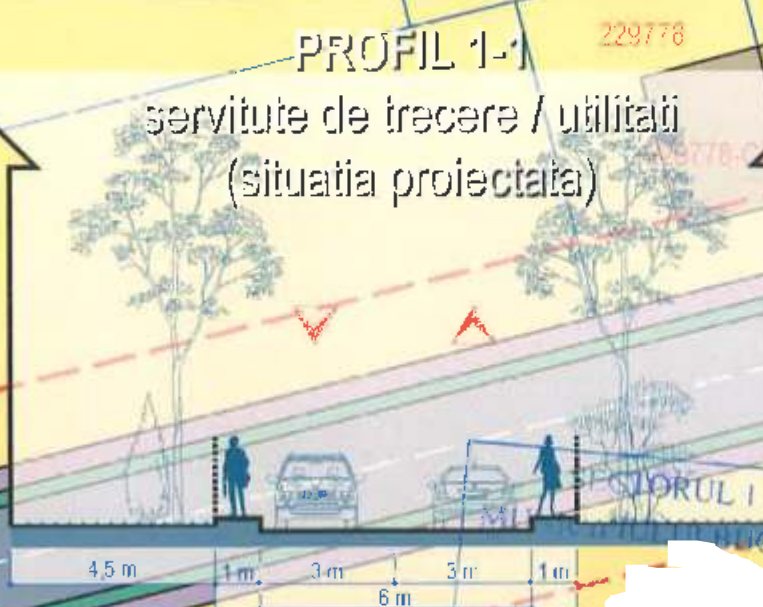 PROFIL 1-1
229778
servitute de trecere / utilitati
(situatia proiectata)
4,5 m
1 m
3 m
3 m
1 m
6 m